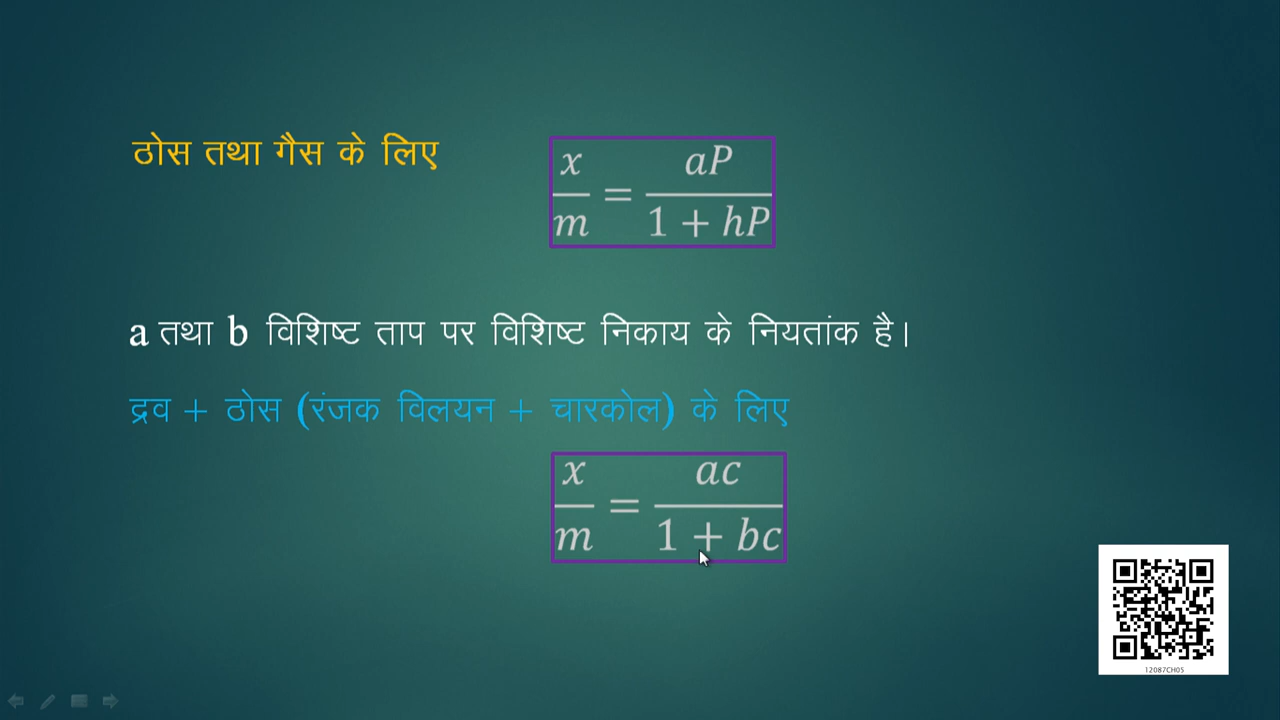 ठोस तथा गैस के लिए
x/m = aP/(1 + hP)
a तथा b विशिष्ट ताप पर विशिष्ट निकाय के नियतांक है।
द्रव + ठोस (रंजक विलयन + चारकोल) के लिए
x/m = ac/(1 + bc)
12087CH05